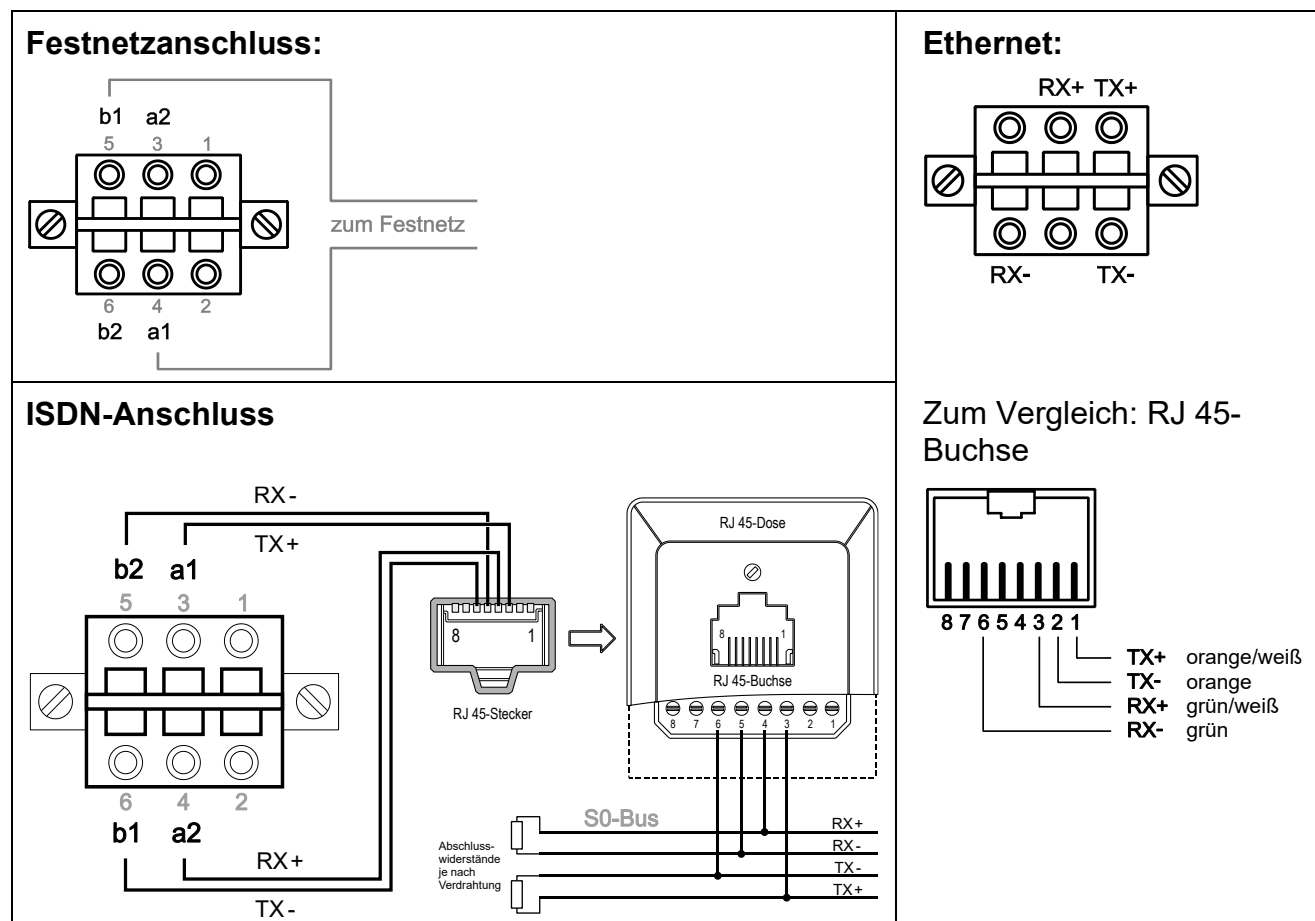 Festnetzanschluss:
b1 a2
5 3 1
zum Festnetz
6 4 2
b2 a1
Ethernet:
RX+ TX+
RX- TX-
ISDN-Anschluss
RX-
TX+
b2 a1
5 3 1
6 4 2
b1 a2
RX+
TX-
8 1
RJ 45-Stecker
RJ 45-Dose
8 1
RJ 45-Buchse
8 7 6 5 4 3 2 1
S0-Bus
Abschluss-
widerstände
je nach
Verdrahtung
RX+
RX-
TX-
TX+
Zum Vergleich: RJ 45-
Buchse
8 7 6 5 4 3 2 1
TX+ orange/weiß
TX- orange
RX+ grün/weiß
RX- grün